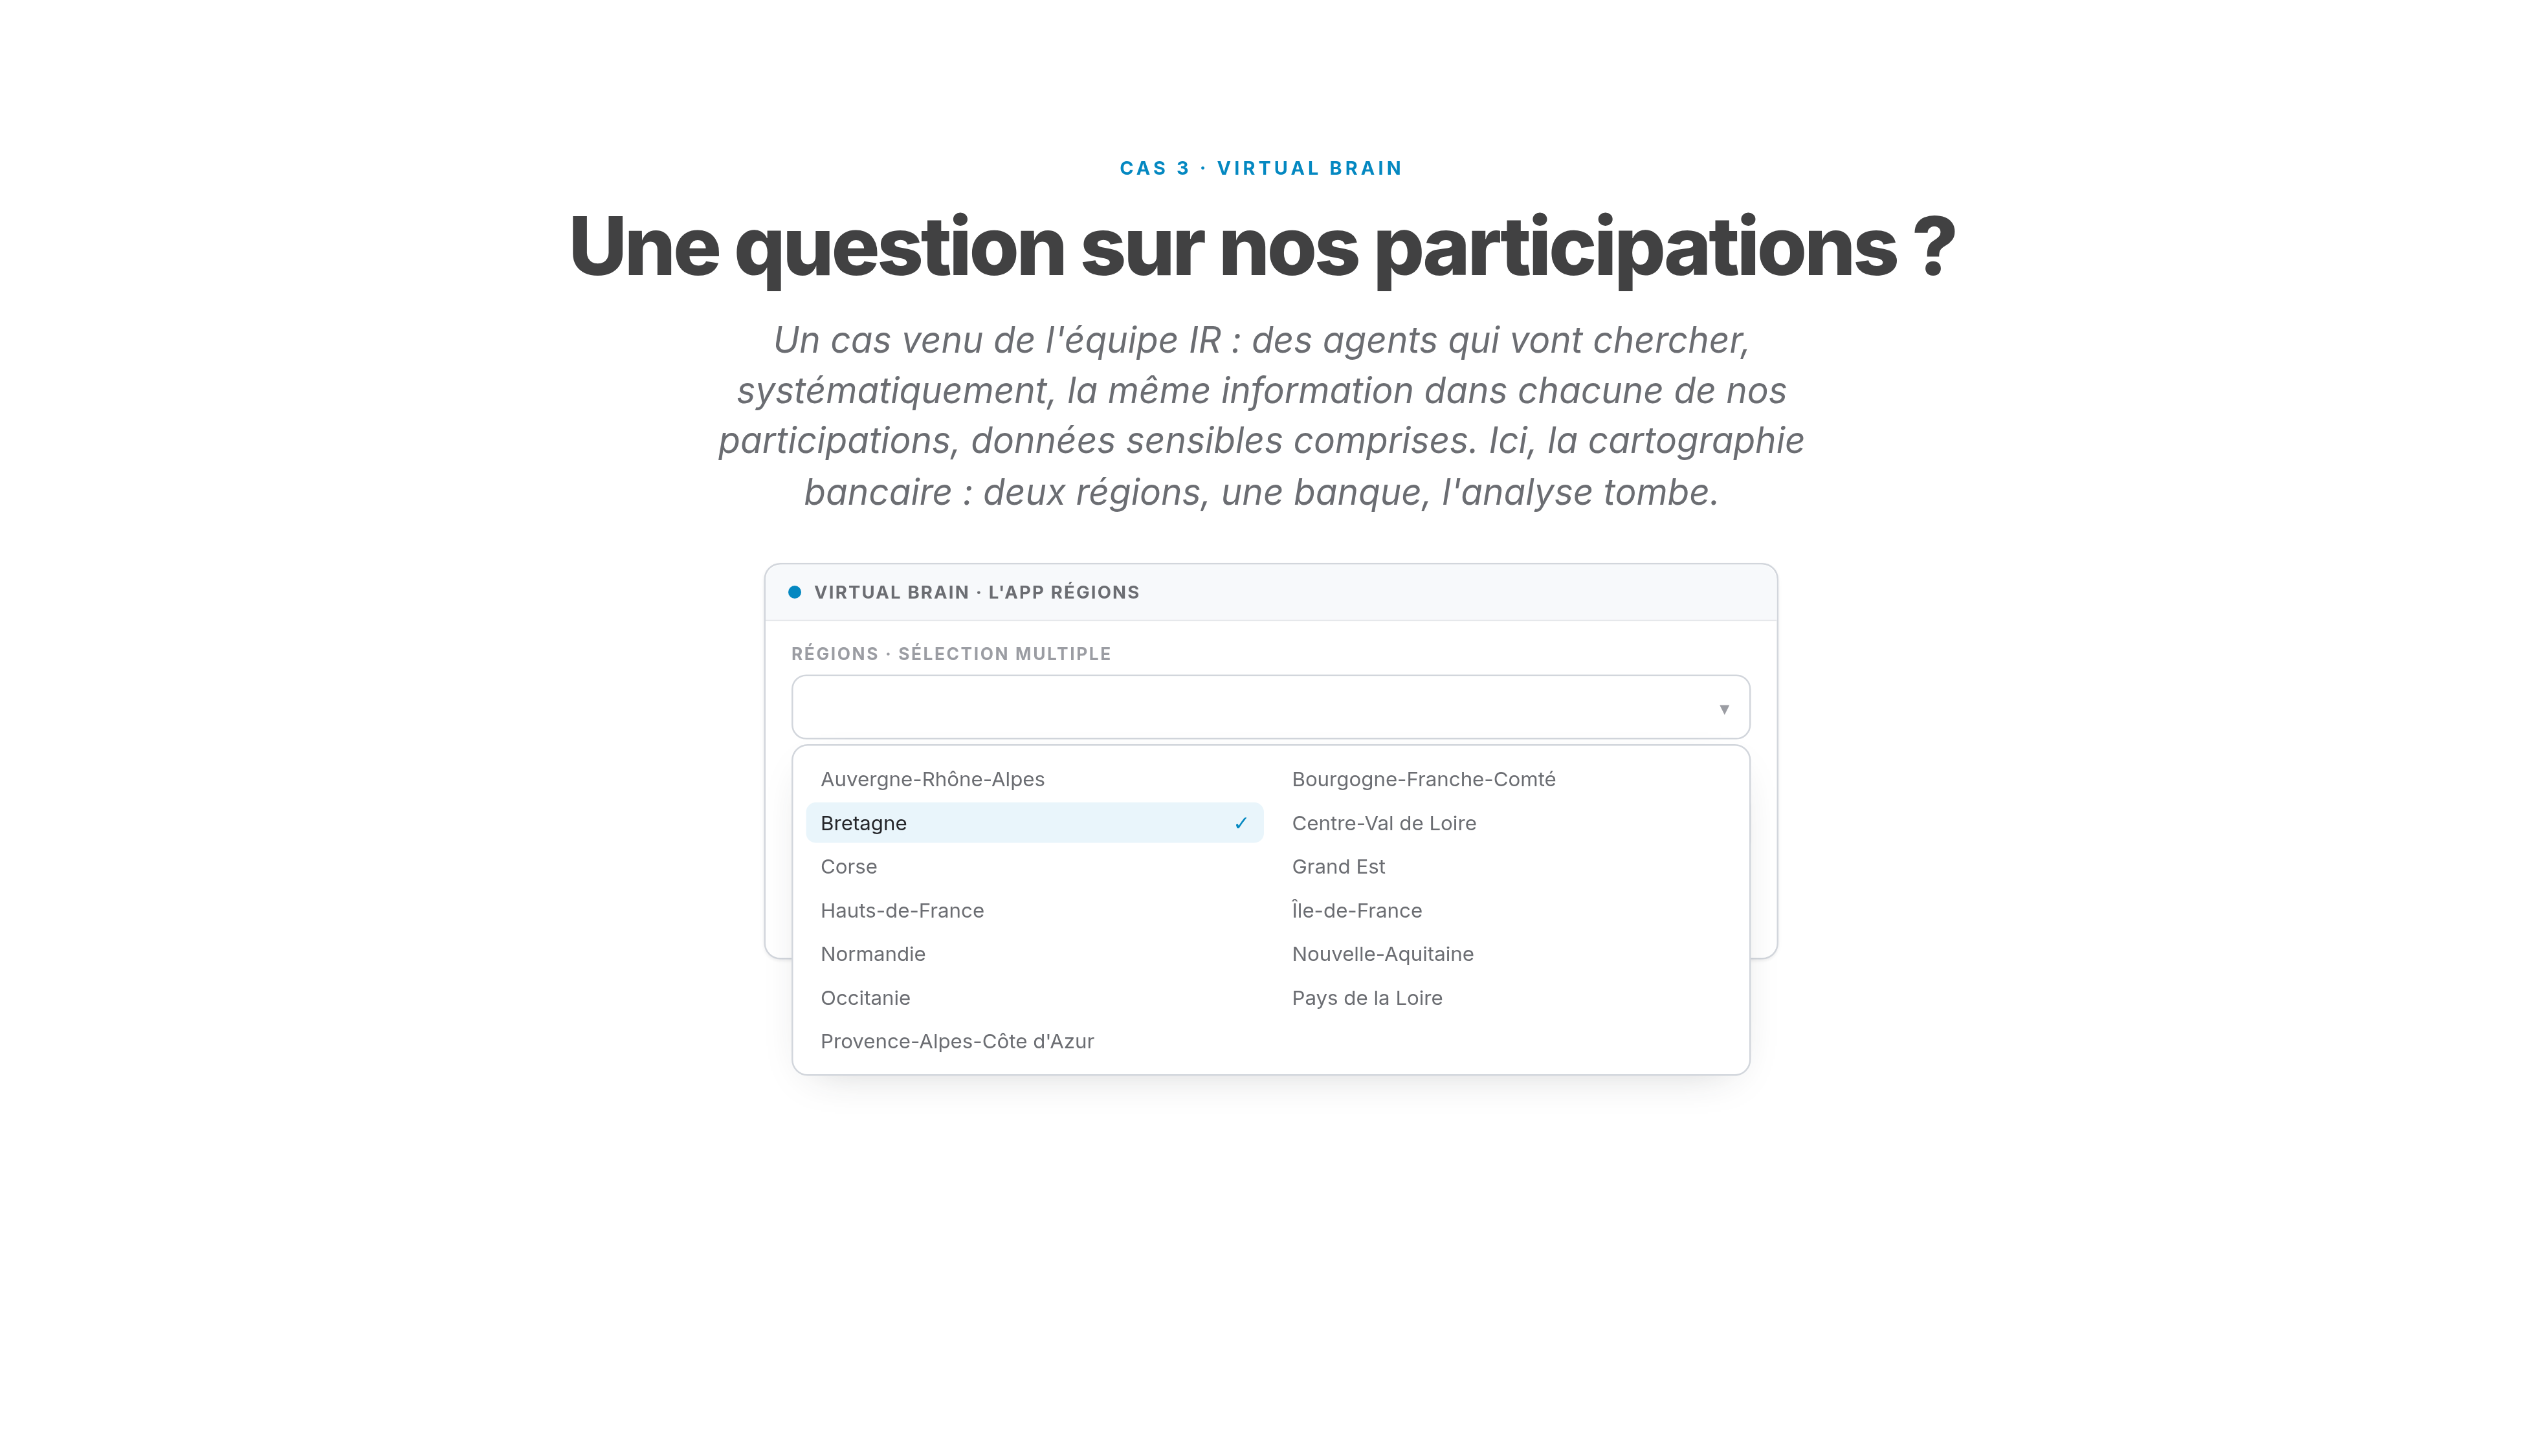 CAS 3 · VIRTUAL BRAIN
Une question sur nos participations ?
Un cas venu de l'équipe IR : des agents qui vont chercher,
systématiquement, la même information dans chacune de nos
participations, données sensibles comprises. Ici, la cartographie
bancaire : deux régions, une banque, l'analyse tombe.
VIRTUAL BRAIN · L'APP RÉGIONS
RÉGIONS · SÉLECTION MULTIPLE
Auvergne-Rhône-Alpes
Bourgogne-Franche-Comté
Bretagne ✓
Centre-Val de Loire
Corse
Grand Est
Hauts-de-France
Île-de-France
Normandie
Nouvelle-Aquitaine
Occitanie
Pays de la Loire
Provence-Alpes-Côte d'Azur